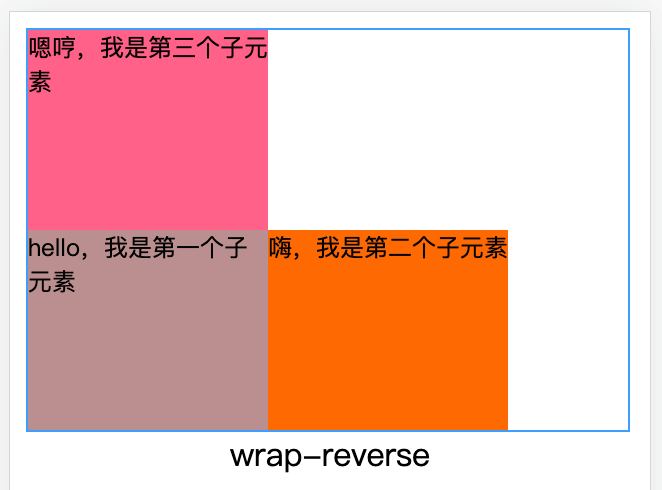 嗯哼，我是第三个子元
素
hello，我是第一个子
元素
嗨，我是第二个子元素
wrap-reverse